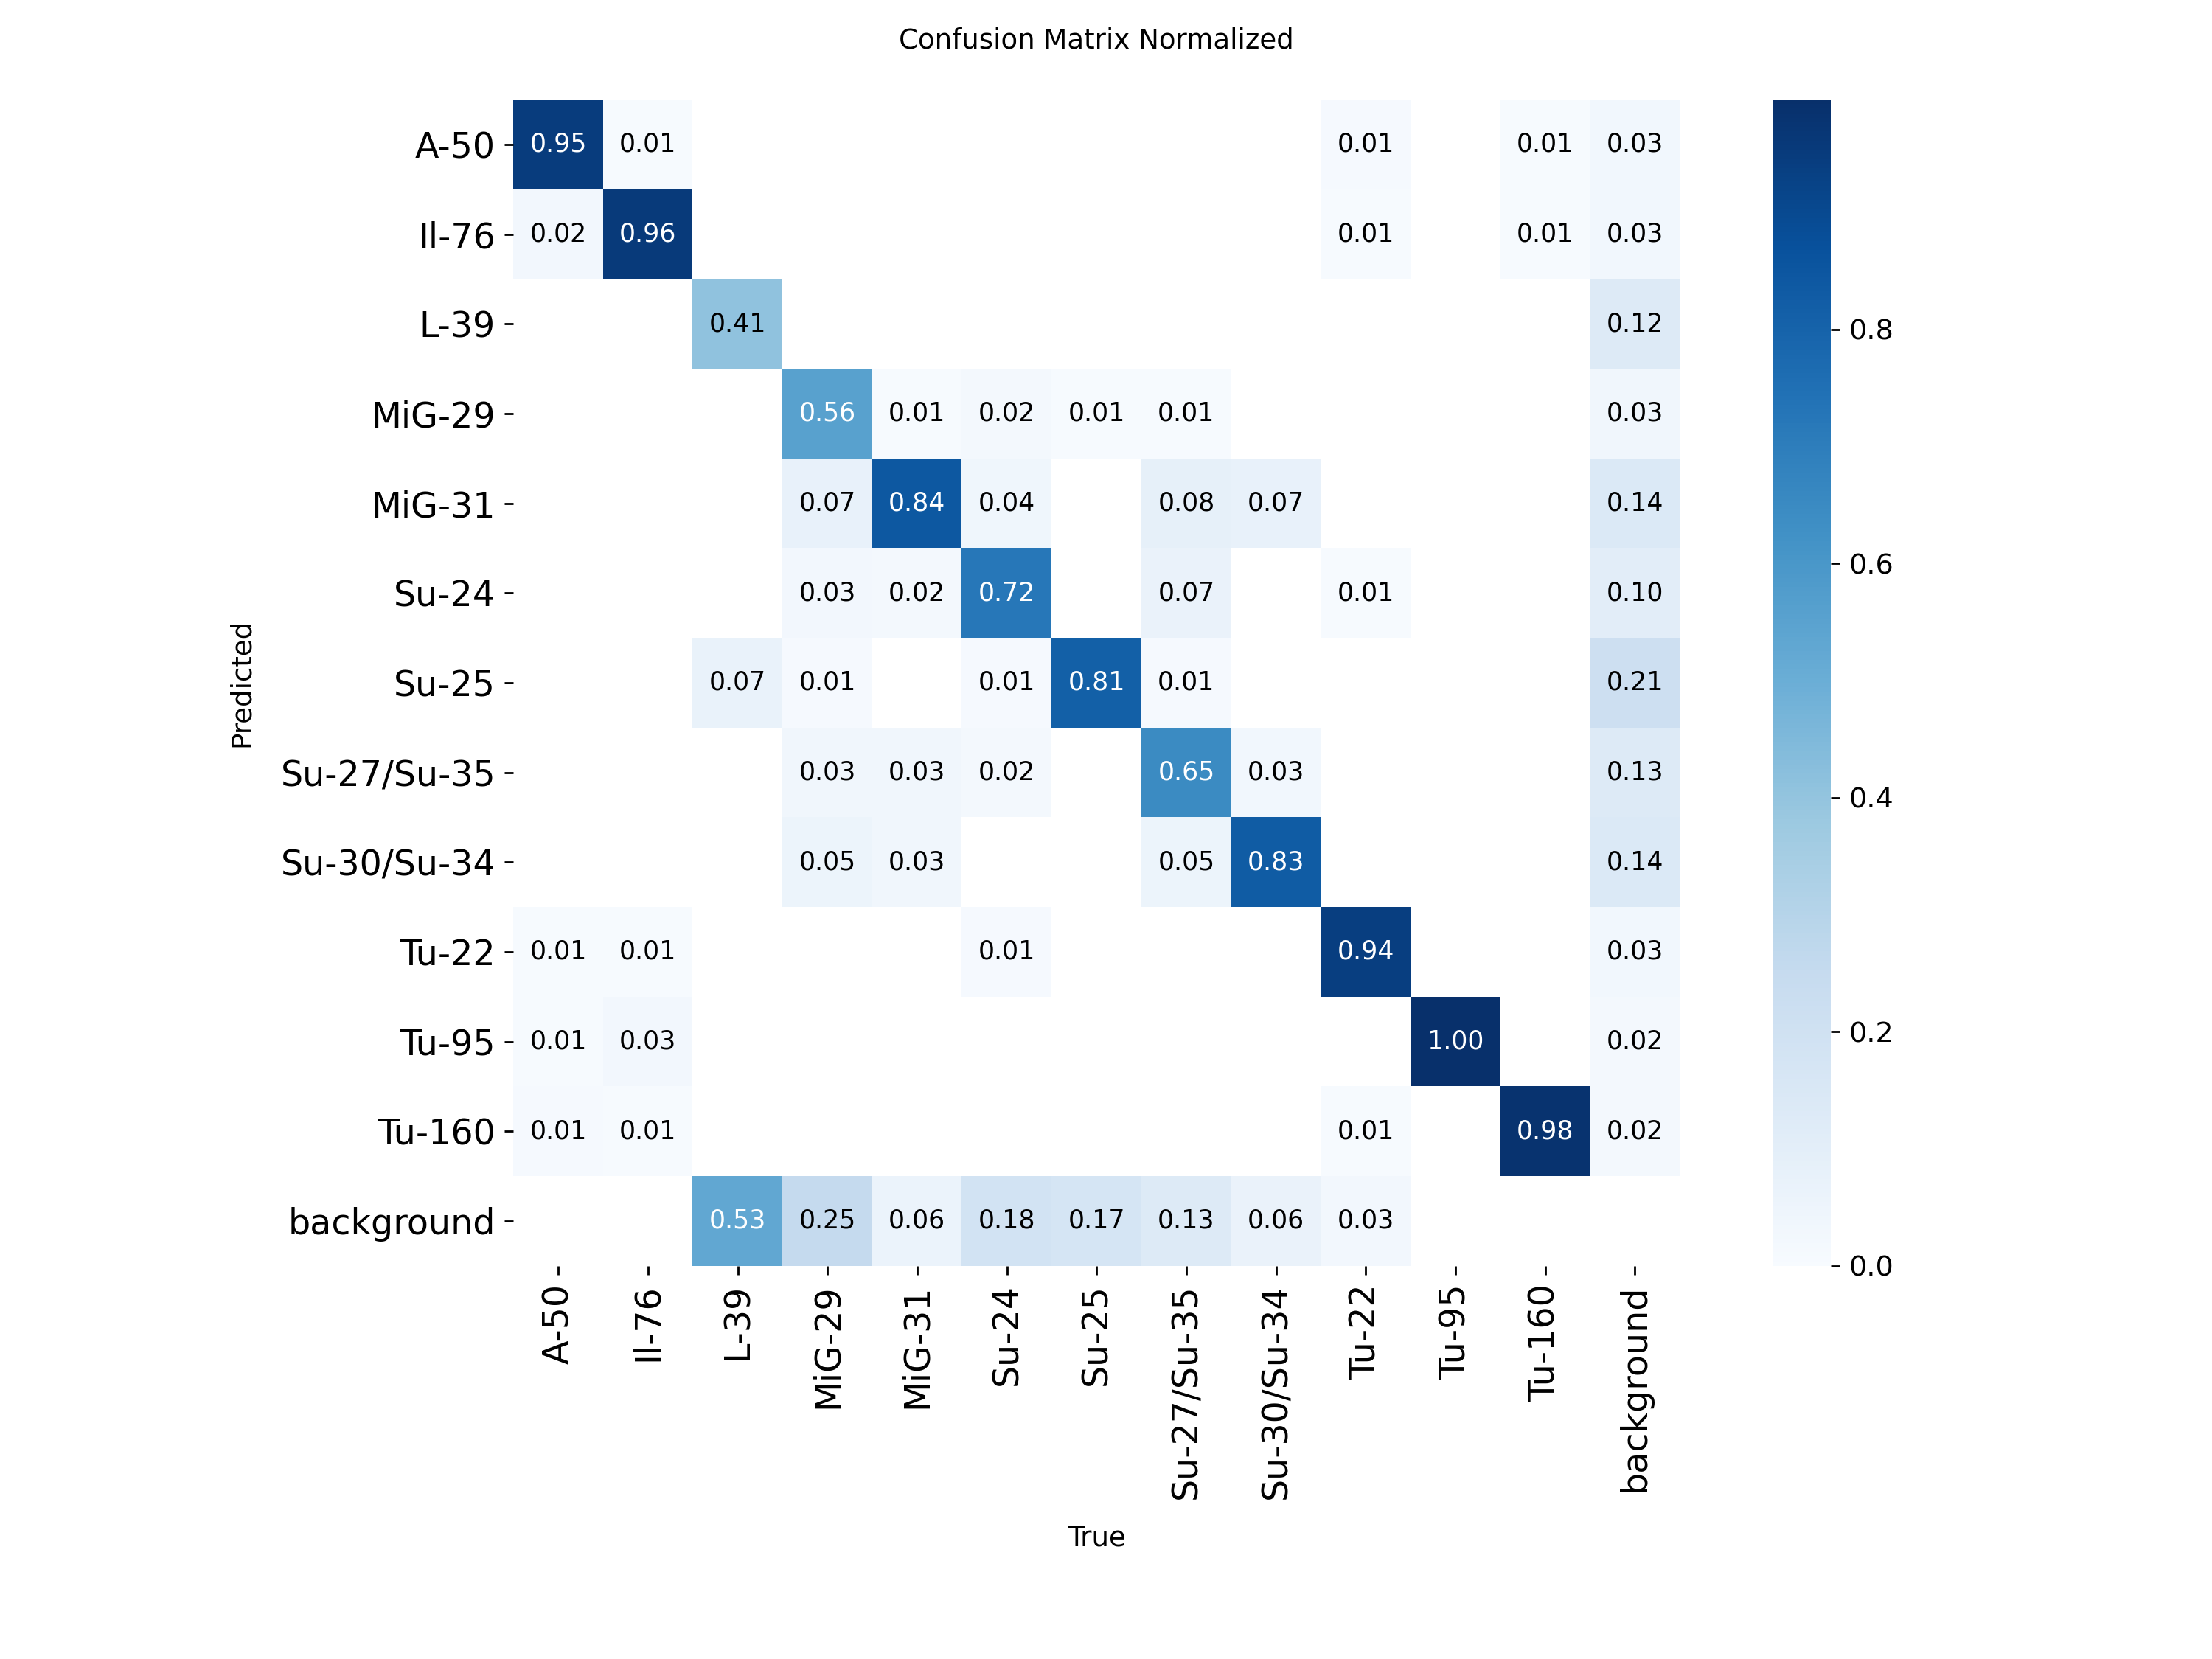 Confusion Matrix Normalized
A-50 0.95 0.01 0.01 0.01 0.03
Il-76 0.02 0.96 0.01 0.01 0.03
L-39 0.41 0.12 0.8
MiG-29 0.56 0.01 0.02 0.01 0.01 0.03
MiG-31 0.07 0.84 0.04 0.08 0.07 0.14
Su-24 0.03 0.02 0.72 0.07 0.01 0.10 0.6
Su-25 0.07 0.01 0.01 0.81 0.01 0.21
Predicted
Su-27/Su-35 0.03 0.03 0.02 0.65 0.03 0.13 0.4
Su-30/Su-34 0.05 0.03 0.05 0.83 0.14
Tu-22 0.01 0.01 0.01 0.94 0.03
Tu-95 0.01 0.03 1.00 0.02 0.2
Tu-160 0.01 0.01 0.01 0.98 0.02
background 0.53 0.25 0.06 0.18 0.17 0.13 0.06 0.03
0.0
A-50 Il-76 L-39 MiG-29 MiG-31 Su-24 Su-25 Su-27/Su-35 Su-30/Su-34 Tu-22 Tu-95 Tu-160 background
True